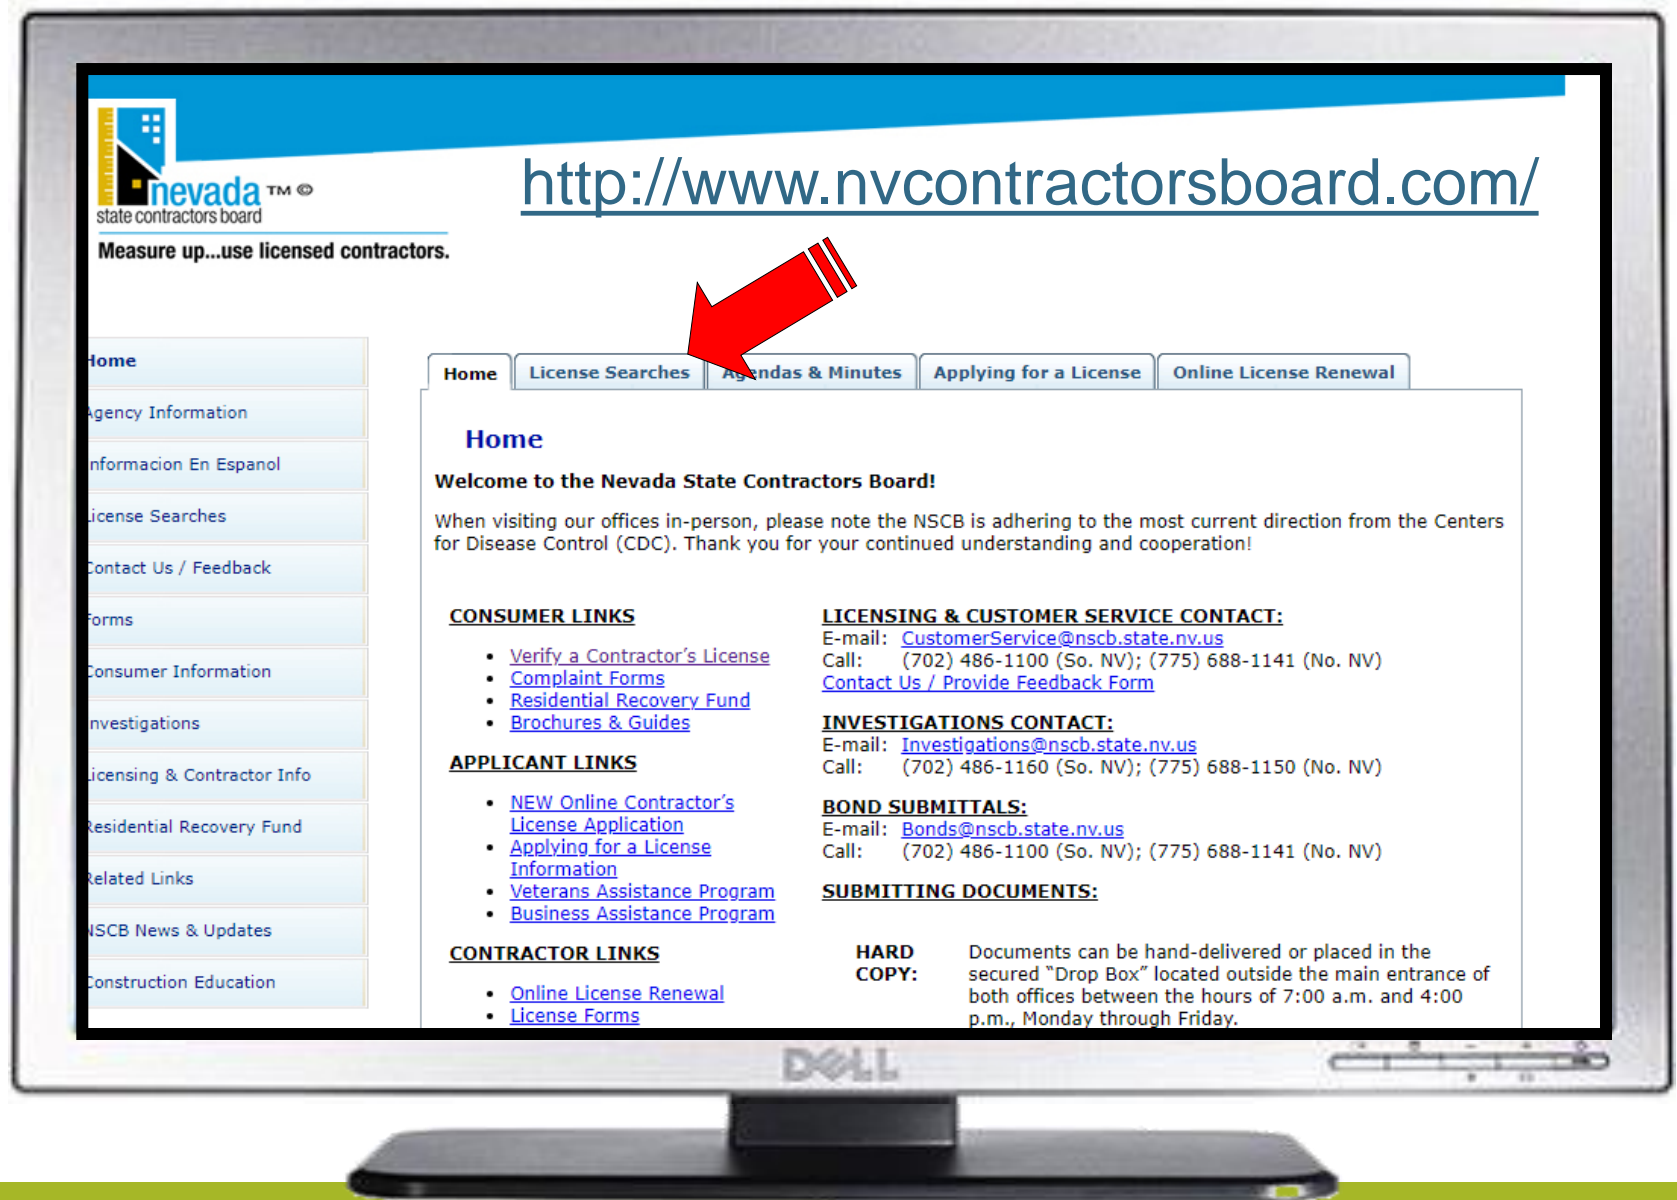 nevada TM ©
state contractors board
Measure up...use licensed contractors.
http://www.nvcontractorsboard.com/
Home
Agency Information
Informacion En Espanol
License Searches
Contact Us / Feedback
Forms
Consumer Information
Investigations
Licensing & Contractor Info
Residential Recovery Fund
Related Links
NSCB News & Updates
Construction Education
Home
License Searches
Agendas & Minutes
Applying for a License
Online License Renewal
Home
Welcome to the Nevada State Contractors Board!
When visiting our offices in-person, please note the NSCB is adhering to the most current direction from the Centers
for Disease Control (CDC). Thank you for your continued understanding and cooperation!
CONSUMER LINKS
• Verify a Contractor's License
• Complaint Forms
• Residential Recovery Fund
• Brochures & Guides
APPLICANT LINKS
• NEW Online Contractor's
License Application
• Applying for a License
Information
• Veterans Assistance Program
• Business Assistance Program
CONTRACTOR LINKS
• Online License Renewal
• License Forms
LICENSING & CUSTOMER SERVICE CONTACT:
E-mail: CustomerService@nscb.state.nv.us
Call: (702) 486-1100 (So. NV); (775) 688-1141 (No. NV)
Contact Us / Provide Feedback Form
INVESTIGATIONS CONTACT:
E-mail: Investigations@nscb.state.nv.us
Call: (702) 486-1160 (So. NV); (775) 688-1150 (No. NV)
BOND SUBMITTALS:
E-mail: Bonds@nscb.state.nv.us
Call: (702) 486-1100 (So. NV); (775) 688-1141 (No. NV)
SUBMITTING DOCUMENTS:
HARD
COPY:
Documents can be hand-delivered or placed in the
secured "Drop Box" located outside the main entrance of
both offices between the hours of 7:00 a.m. and 4:00
p.m., Monday through Friday.
DELL